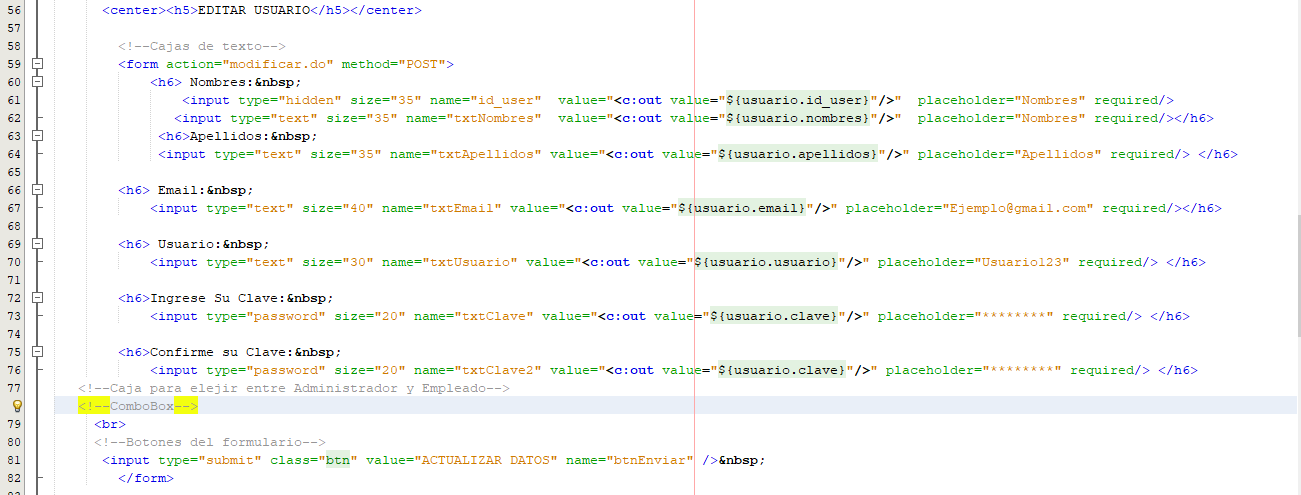 56 <center><h5>EDITAR USUARIO</h5></center>
57
58 <!--Cajas de texto-->
59 <form action="modificar.do" method="POST">
60 <h6> Nombres:&nbsp;
61 <input type="hidden" size="35" name="id_user"  value="<c:out value="${usuario.id_user}"/>"  placeholder="Nombres" required/>
62 <input type="text" size="35" name="txtNombres"  value="<c:out value="${usuario.nombres}"/>"  placeholder="Nombres" required/></h6>
63 <h6>Apellidos:&nbsp;
64 <input type="text" size="35" name="txtApellidos" value="<c:out value="${usuario.apellidos}"/>" placeholder="Apellidos" required/> </h6>
65
66 <h6> Email:&nbsp;
67 <input type="text" size="40" name="txtEmail" value="<c:out value="${usuario.email}"/>" placeholder="Ejemplo@gmail.com" required/></h6>
68
69 <h6> Usuario:&nbsp;
70 <input type="text" size="30" name="txtUsuario" value="<c:out value="${usuario.usuario}"/>" placeholder="Usuario123" required/> </h6>
71
72 <h6>Ingrese Su Clave:&nbsp;
73 <input type="password" size="20" name="txtClave" value="<c:out value="${usuario.clave}"/>" placeholder="********" required/> </h6>
74
75 <h6>Confirme su Clave:&nbsp;
76 <input type="password" size="20" name="txtClave2" value="<c:out value="${usuario.clave}"/>" placeholder="********" required/> </h6>
77 <!--Caja para elejir entre Administrador y Empleado-->
<!--ComboBox-->
79 <br>
80 <!--Botones del formulario-->
81 <input type="submit" class="btn" value="ACTUALIZAR DATOS" name="btnEnviar" />&nbsp;
82 </form>